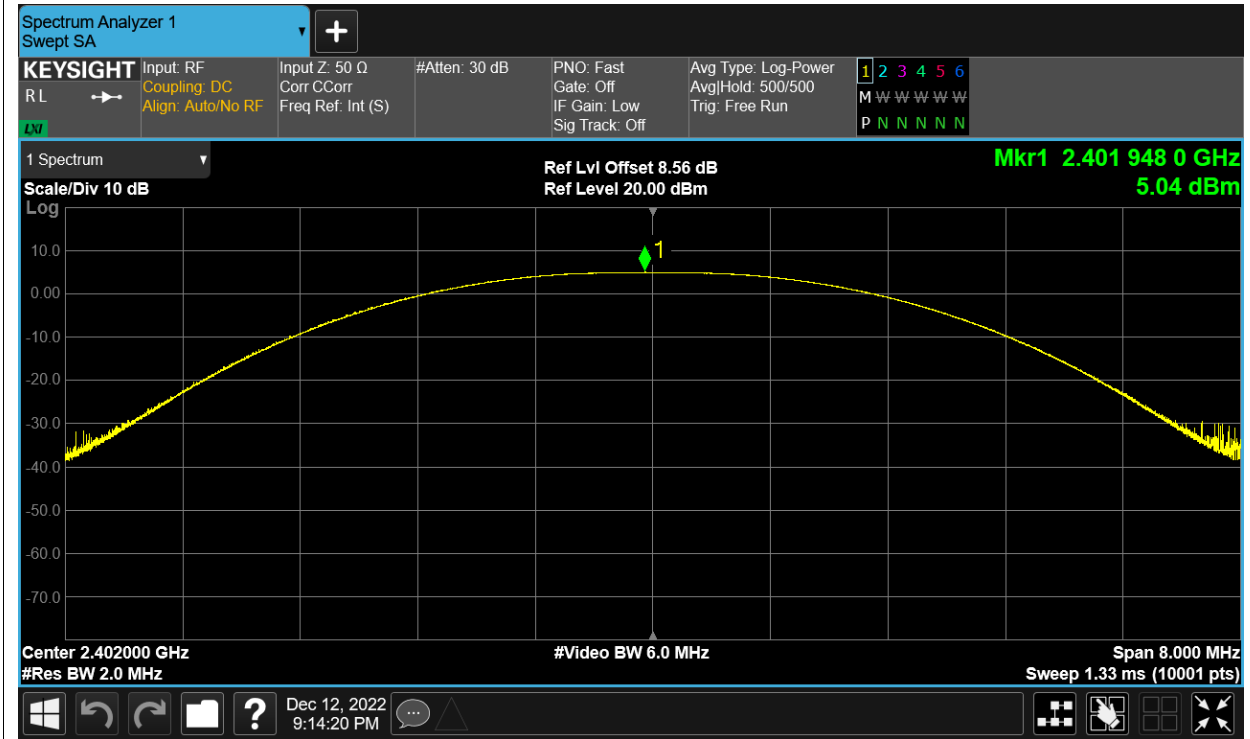 Spectrum Analyzer 1
Swept SA
+
KEYSIGHT
R L
LXI
Input: RF
Coupling: DC
Align: Auto/No RF
Input Z: 50 Ω
Corr CCorr
Freq Ref: Int (S)
#Atten: 30 dB
PNO: Fast
Gate: Off
IF Gain: Low
Sig Track: Off
Avg Type: Log-Power
Avg|Hold: 500/500
Trig: Free Run
1 2 3 4 5 6
M W W W W W
P N N N N N
1 Spectrum
Scale/Div 10 dB
Log
Ref Lvl Offset 8.56 dB
Ref Level 20.00 dBm
Mkr1 2.401 948 0 GHz
5.04 dBm
1
10.0
0.00
-10.0
-20.0
-30.0
-40.0
-50.0
-60.0
-70.0
Center 2.402000 GHz
#Video BW 6.0 MHz
Span 8.000 MHz
#Res BW 2.0 MHz
Sweep 1.33 ms (10001 pts)
?
Dec 12, 2022
9:14:20 PM